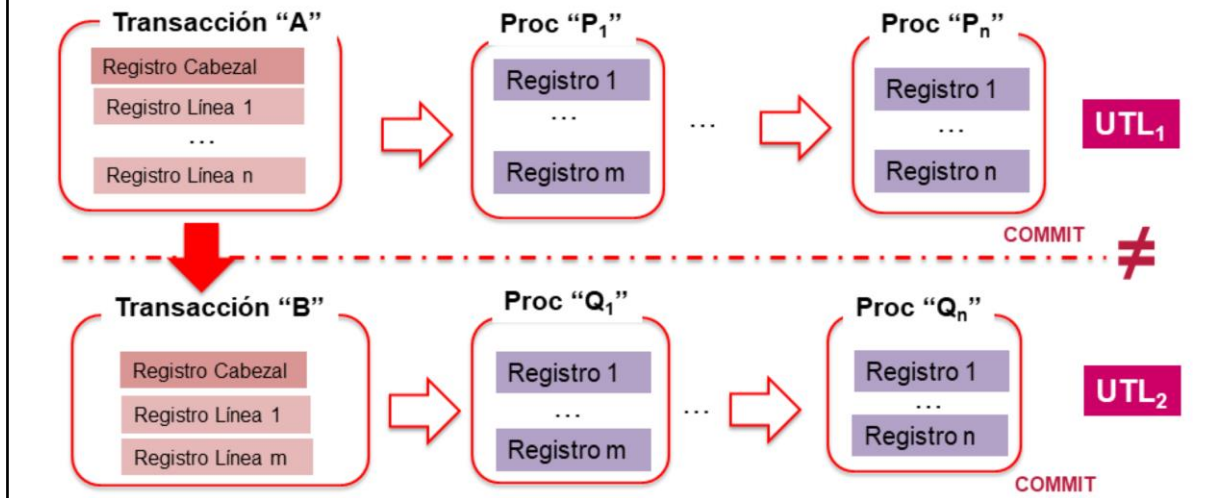 Transacción “A”
Registro Cabezal
Registro Línea 1
...
Registro Línea n
Proc “P₁”
Registro 1
...
Registro m
...
Proc “Pₙ”
Registro 1
...
Registro n
UTL₁
COMMIT
≠
Transacción “B”
Registro Cabezal
Registro Línea 1
Registro Línea m
Proc “Q₁”
Registro 1
...
Registro m
...
Proc “Qₙ”
Registro 1
...
Registro n
UTL₂
COMMIT